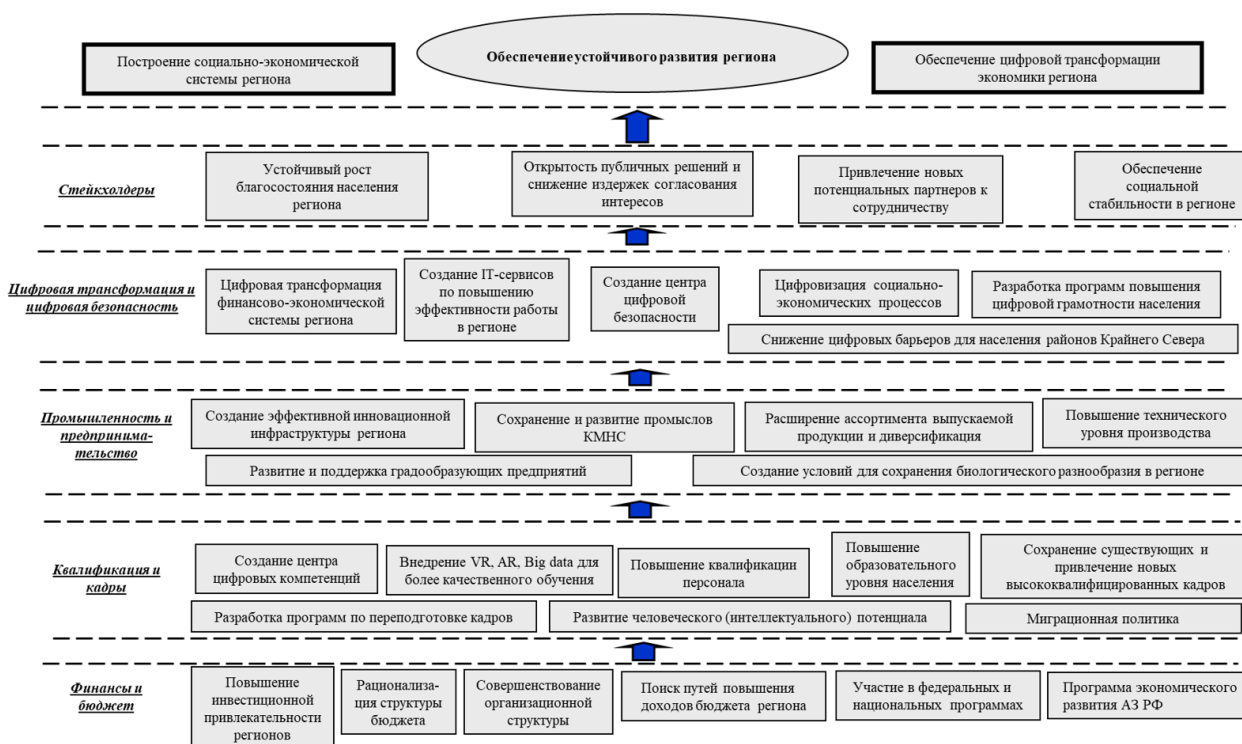 Построение социально-экономической
системы региона
Обеспечение устойчивого развития региона
Обеспечение цифровой трансформации
экономики региона
Стейкхолдеры
Устойчивый рост
благосостояния населения
региона
Открытость публичных решений и
снижение издержек согласования
интересов
Привлечение новых
потенциальных партнеров к
сотрудничеству
Обеспечение
социальной
стабильности в регионе
Цифровая трансформация и
цифровая безопасность
Цифровая трансформация
финансово-экономической
системы региона
Создание IT-сервисов
по повышению
эффективности работы
в регионе
Создание центра
цифровой
безопасности
Цифровизация социально-
экономических процессов
Разработка программ повышения
цифровой грамотности населения
Снижение цифровых барьеров для населения районов Крайнего Севера
Промышленность и
предпринима-
тельство
Создание эффективной инновационной
инфраструктуры региона
Сохранение и развитие промыслов
КМНС
Расширение ассортимента выпускаемой
продукции и диверсификация
Повышение технического
уровня производства
Развитие и поддержка градообразующих предприятий
Создание условий для сохранения биологического разнообразия в регионе
Квалификация и
кадры
Создание центра
цифровых компетенций
Внедрение VR, AR, Big data для
более качественного обучения
Повышение квалификации
персонала
Повышение
образовательного
уровня населения
Сохранение существующих и
привлечение новых
высококвалифицированных кадров
Разработка программ по переподготовке кадров
Развитие человеческого (интеллектуального) потенциала
Миграционная политика
Финансы и
бюджет
Повышение
инвестиционной
привлекательности
регионов
Рационализа-
ция структуры
бюджета
Совершенствование
организационной
структуры
Поиск путей повышения
доходов бюджета региона
Участие в федеральных и
национальных программах
Программа экономического
развития АЗ РФ